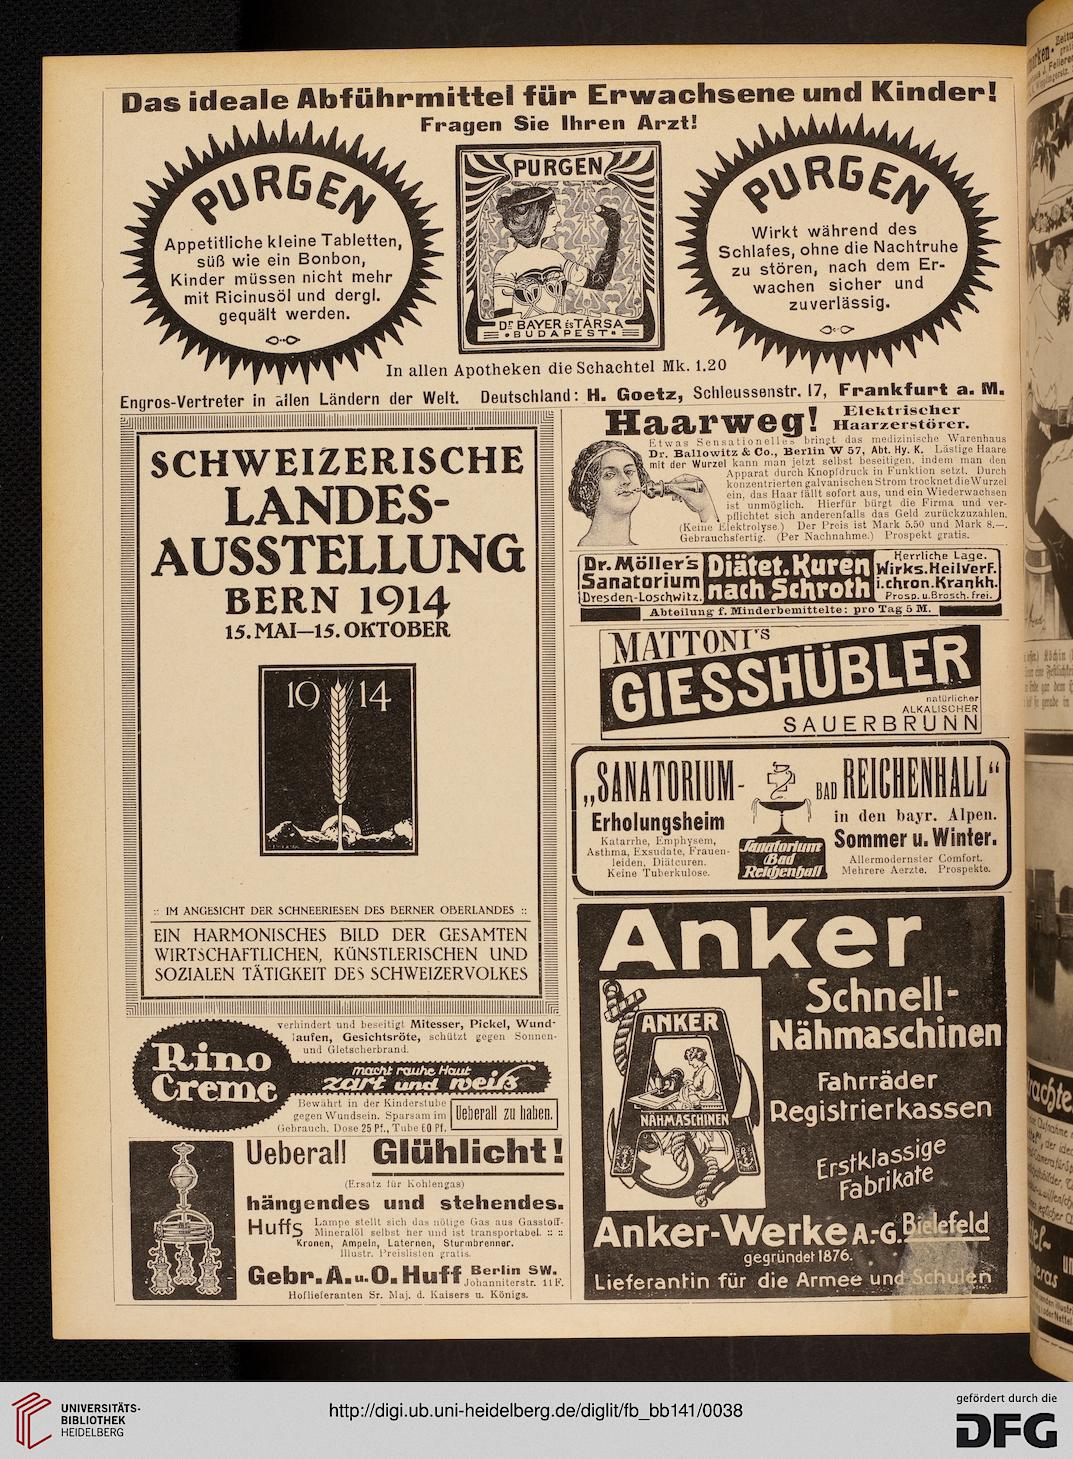 Das ideale Abführmittel für Erwachsene und Kinder!
Fragen Sie Ihren Arzt!
PURGEN
Appetitliche kleine Tabletten,
süß wie ein Bonbon,
Kinder müssen nicht mehr
mit Ricinusöl und dergl.
gequält werden.
PURGEN
Dr. BAYER és TÁRSA
BUDAPEST
PURGEN
Wirkt während des
Schlafes, ohne die Nachtruhe
zu stören, nach dem Er-
wachen sicher und
zuverlässig.
In allen Apotheken die Schachtel Mk. 1.20
Engros-Vertreter in allen Ländern der Welt. Deutschland: H. Goetz, Schleussenstr. 17, Frankfurt a. M.
SCHWEIZERISCHE
LANDES-
AUSSTELLUNG
BERN 1914
15. MAI—15. OKTOBER
19 14
:: IM ANGESICHT DER SCHNEERIESEN DES BERNER OBERLANDES ::
EIN HARMONISCHES BILD DER GESAMTEN
WIRTSCHAFTLICHEN, KÜNSTLERISCHEN UND
SOZIALEN TÄTIGKEIT DES SCHWEIZERVOLKES
Rino
Creme
verhindert und beseitigt Mitesser, Pickel, Wund-
laufen, Gesichtsröte, schützt gegen Sonnen-
und Gletscherbrand.
macht rauhe Haut
zart und weiß
Bewährt in der Kinderstube
gegen Wundsein. Sparsam im
Gebrauch. Dose 25 Pf., Tube 60 Pf.
Ueberall zu haben.
Ueberall Glühlicht!
(Ersatz für Kohlengas)
hängendes und stehendes.
Huffs Lampe stellt sich das nötige Gas aus Gasstoff-
Mineralöl selbst her und ist transportabel. :: ::
Kronen, Ampeln, Laternen, Sturmbrenner.
Illustr. Preislisten gratis.
Gebr. A. u. O. Huff Berlin SW.
Johanniterstr. 11 F.
Hoflieferanten Sr. Maj. d. Kaisers u. Königs.
Haarweg! Elektrischer
Haarzerstörer.
Etwas Sensationelles bringt das medizinische Warenhaus
Dr. Ballowitz & Co., Berlin W 57, Abt. Hy. K. Lästige Haare
mit der Wurzel kann man jetzt selbst beseitigen, indem man den
Apparat durch Knopfdruck in Funktion setzt. Durch
konzentrierten galvanischen Strom trocknet die Wurzel
ein, das Haar fällt sofort aus, und ein Wiederwachsen
ist unmöglich. Hierfür bürgt die Firma und ver-
pflichtet sich anderenfalls das Geld zurückzuzahlen.
(Keine Elektrolyse.) Der Preis ist Mark 5.50 und Mark 8.—.
Gebrauchsfertig. (Per Nachnahme.) Prospekt gratis.
Dr. Möller's
Sanatorium
Dresden-Loschwitz.
Diätet. Kuren
nach Schroth
Herrliche Lage.
Wirks. Heilverf.
i. chron. Krankh.
Prosp. u. Brosch. frei.
Abteilung f. Minderbemittelte: pro Tag 5 M.
MATTONI's
GIESSHÜBLER
natürlicher
ALKALISCHER
SAUERBRUNN
„SANATORIUM- BAD REICHENHALL“
Erholungsheim
Katarrhe, Emphysem,
Asthma, Exsudate, Frauen-
leiden, Diätcuren.
Keine Tuberkulose.
Sanatorium
Bad
Reichenhall
in den bayr. Alpen.
Sommer u. Winter.
Allermodernster Comfort.
Mehrere Aerzte. Prospekte.
Anker
Schnell-
Nähmaschinen
ANKER
NÄHMASCHINEN
Fahrräder
Registrierkassen
Erstklassige
Fabrikate
Anker-Werke A.-G. Bielefeld
gegründet 1876.
Lieferantin für die Armee und Schulen
UNIVERSITÄTS-
BIBLIOTHEK
HEIDELBERG
http://digi.ub.uni-heidelberg.de/diglit/fb_bb141/0038
gefördert durch die
DFG